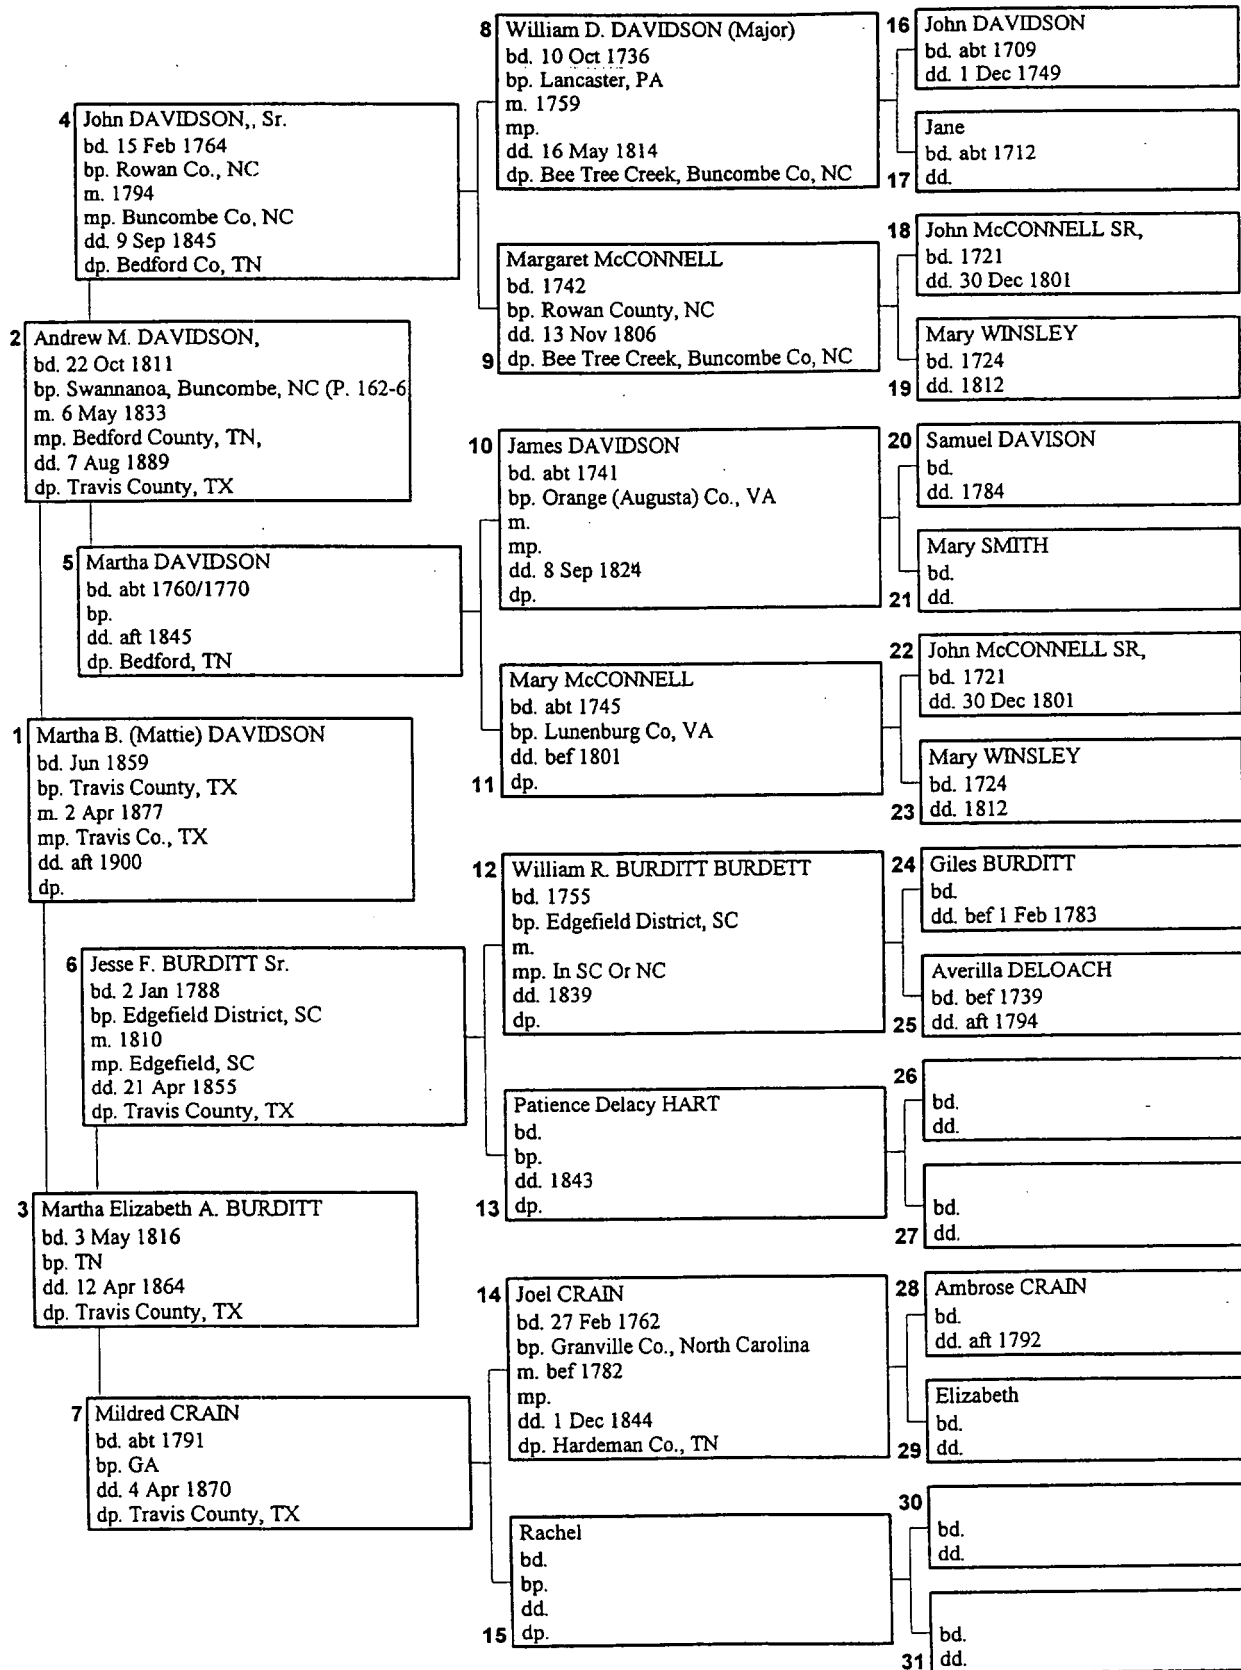 8 William D. DAVIDSON (Major)
bd. 10 Oct 1736
bp. Lancaster, PA
m. 1759
mp.
dd. 16 May 1814
dp. Bee Tree Creek, Buncombe Co, NC
16 John DAVIDSON
bd. abt 1709
dd. 1 Dec 1749
4 John DAVIDSON,, Sr.
bd. 15 Feb 1764
bp. Rowan Co., NC
m. 1794
mp. Buncombe Co, NC
dd. 9 Sep 1845
dp. Bedford Co, TN
Jane
bd. abt 1712
17 dd.
Margaret McCONNELL
bd. 1742
bp. Rowan County, NC
dd. 13 Nov 1806
9 dp. Bee Tree Creek, Buncombe Co, NC
18 John McCONNELL SR,
bd. 1721
dd. 30 Dec 1801
Mary WINSLEY
bd. 1724
19 dd. 1812
2 Andrew M. DAVIDSON,
bd. 22 Oct 1811
bp. Swannanoa, Buncombe, NC (P. 162-6
m. 6 May 1833
mp. Bedford County, TN,
dd. 7 Aug 1889
dp. Travis County, TX
10 James DAVIDSON
bd. abt 1741
bp. Orange (Augusta) Co., VA
m.
mp.
dd. 8 Sep 1824
dp.
20 Samuel DAVISON
bd.
dd. 1784
Mary SMITH
bd.
21 dd.
5 Martha DAVIDSON
bd. abt 1760/1770
bp.
dd. aft 1845
dp. Bedford, TN
Mary McCONNELL
bd. abt 1745
bp. Lunenburg Co, VA
dd. bef 1801
11 dp.
22 John McCONNELL SR,
bd. 1721
dd. 30 Dec 1801
Mary WINSLEY
bd. 1724
23 dd. 1812
1 Martha B. (Mattie) DAVIDSON
bd. Jun 1859
bp. Travis County, TX
m. 2 Apr 1877
mp. Travis Co., TX
dd. aft 1900
dp.
12 William R. BURDITT BURDETT
bd. 1755
bp. Edgefield District, SC
m.
mp. In SC Or NC
dd. 1839
dp.
24 Giles BURDITT
bd.
dd. bef 1 Feb 1783
Averilla DELOACH
bd. bef 1739
25 dd. aft 1794
6 Jesse F. BURDITT Sr.
bd. 2 Jan 1788
bp. Edgefield District, SC
m. 1810
mp. Edgefield, SC
dd. 21 Apr 1855
dp. Travis County, TX
Patience Delacy HART
bd.
bp.
dd. 1843
13 dp.
26
bd.
dd.
bd.
27 dd.
3 Martha Elizabeth A. BURDITT
bd. 3 May 1816
bp. TN
dd. 12 Apr 1864
dp. Travis County, TX
14 Joel CRAIN
bd. 27 Feb 1762
bp. Granville Co., North Carolina
m. bef 1782
mp.
dd. 1 Dec 1844
dp. Hardeman Co., TN
28 Ambrose CRAIN
bd.
dd. aft 1792
Elizabeth
bd.
29 dd.
7 Mildred CRAIN
bd. abt 1791
bp. GA
dd. 4 Apr 1870
dp. Travis County, TX
Rachel
bd.
bp.
dd.
15 dp.
30
bd.
dd.
bd.
31 dd.